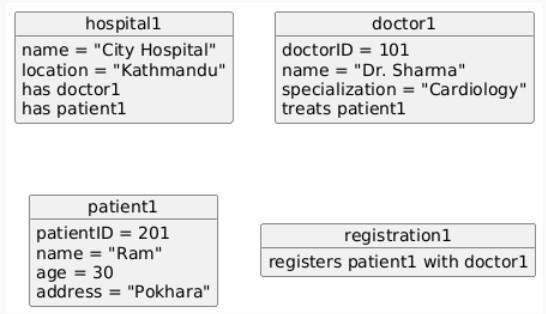 hospital1
name = "City Hospital"
location = "Kathmandu"
has doctor1
has patient1
doctor1
doctorID = 101
name = "Dr. Sharma"
specialization = "Cardiology"
treats patient1
patient1
patientID = 201
name = "Ram"
age = 30
address = "Pokhara"
registration1
registers patient1 with doctor1